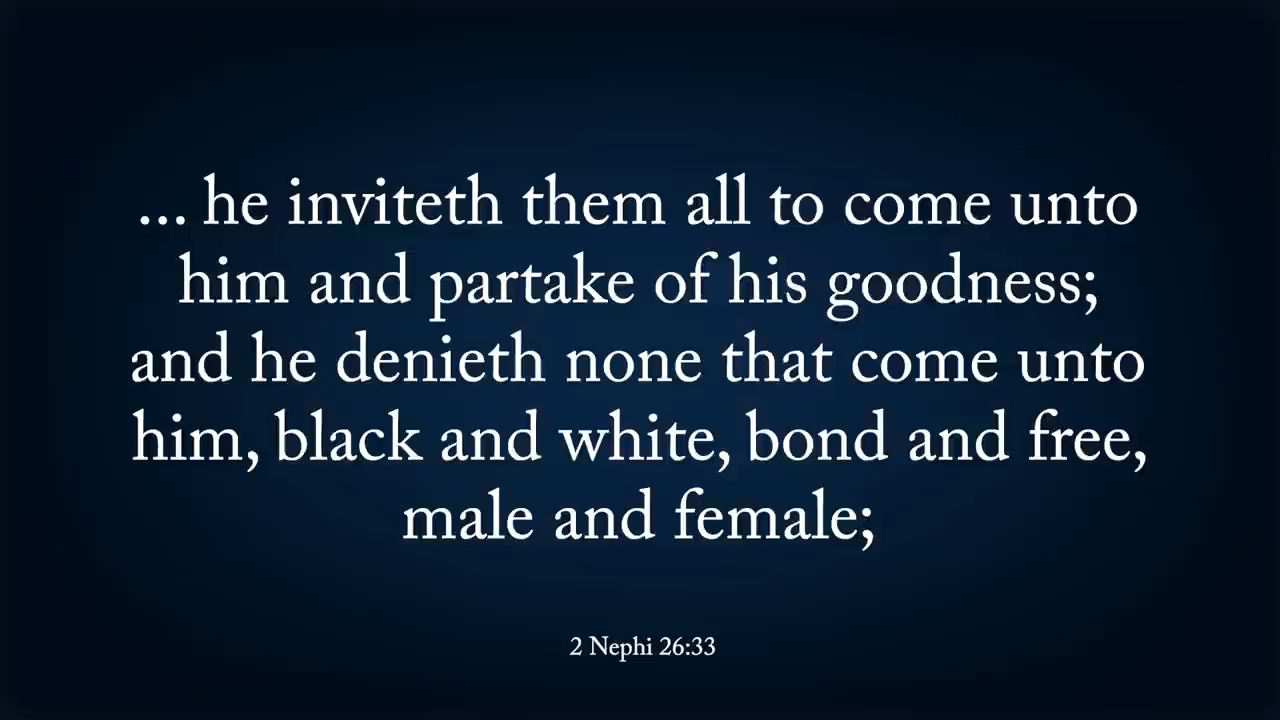 ... he inviteth them all to come unto
him and partake of his goodness;
and he denieth none that come unto
him, black and white, bond and free,
male and female;
2 Nephi 26:33